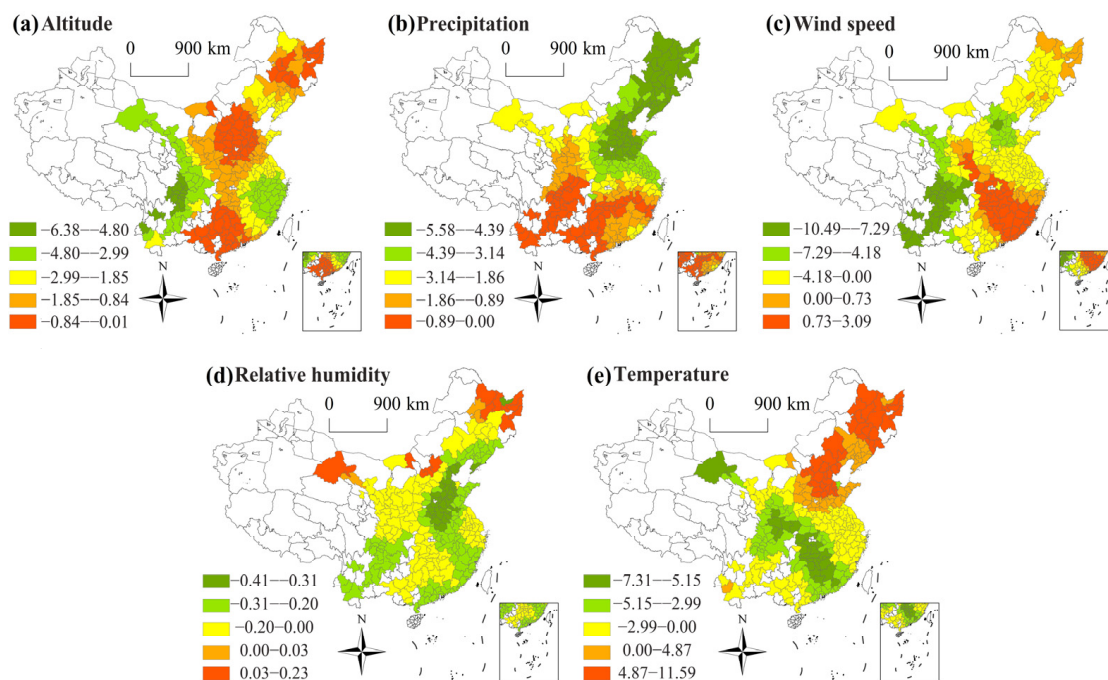 (a) Altitude
0 900 km
−6.38—−4.80
−4.80—−2.99
−2.99—−1.85
−1.85—−0.84
−0.84—−0.01
N
(b) Precipitation
0 900 km
−5.58—−4.39
−4.39—−3.14
−3.14—−1.86
−1.86—−0.89
−0.89—0.00
N
(c) Wind speed
0 900 km
−10.49—−7.29
−7.29—−4.18
−4.18—0.00
0.00—0.73
0.73—3.09
N
(d) Relative humidity
0 900 km
−0.41—−0.31
−0.31—−0.20
−0.20—0.00
0.00—0.03
0.03—0.23
N
(e) Temperature
0 900 km
−7.31—−5.15
−5.15—−2.99
−2.99—0.00
0.00—4.87
4.87—11.59
N